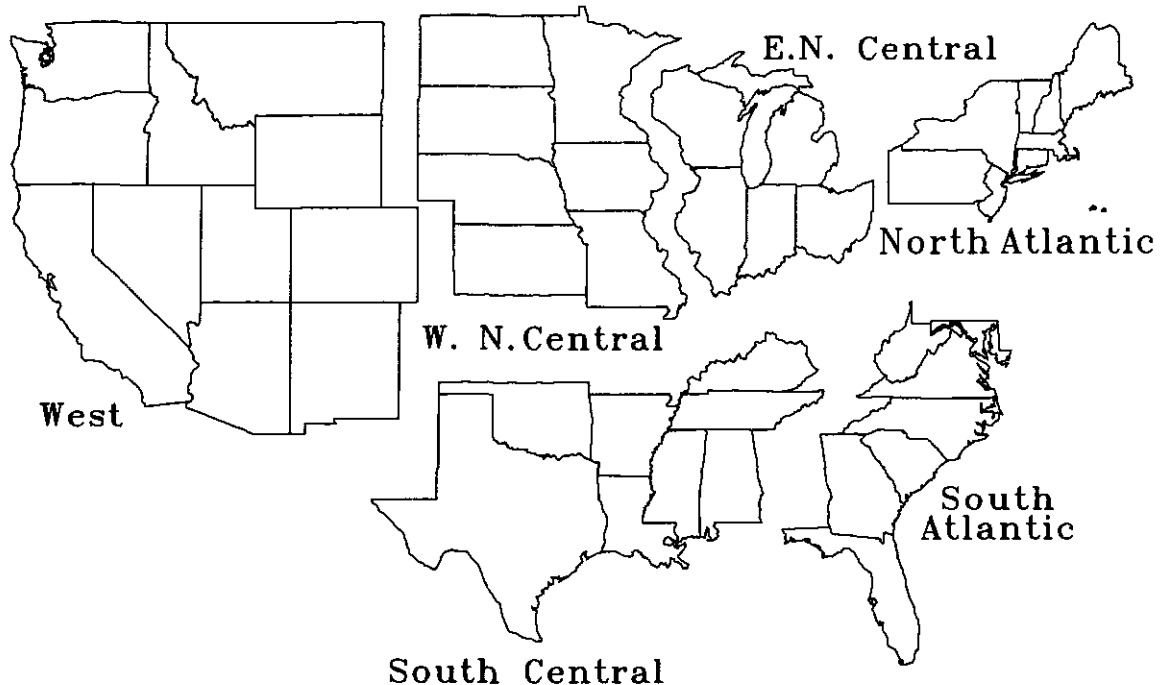 E.N. Central
North Atlantic
W. N. Central
West
South
Atlantic
South Central